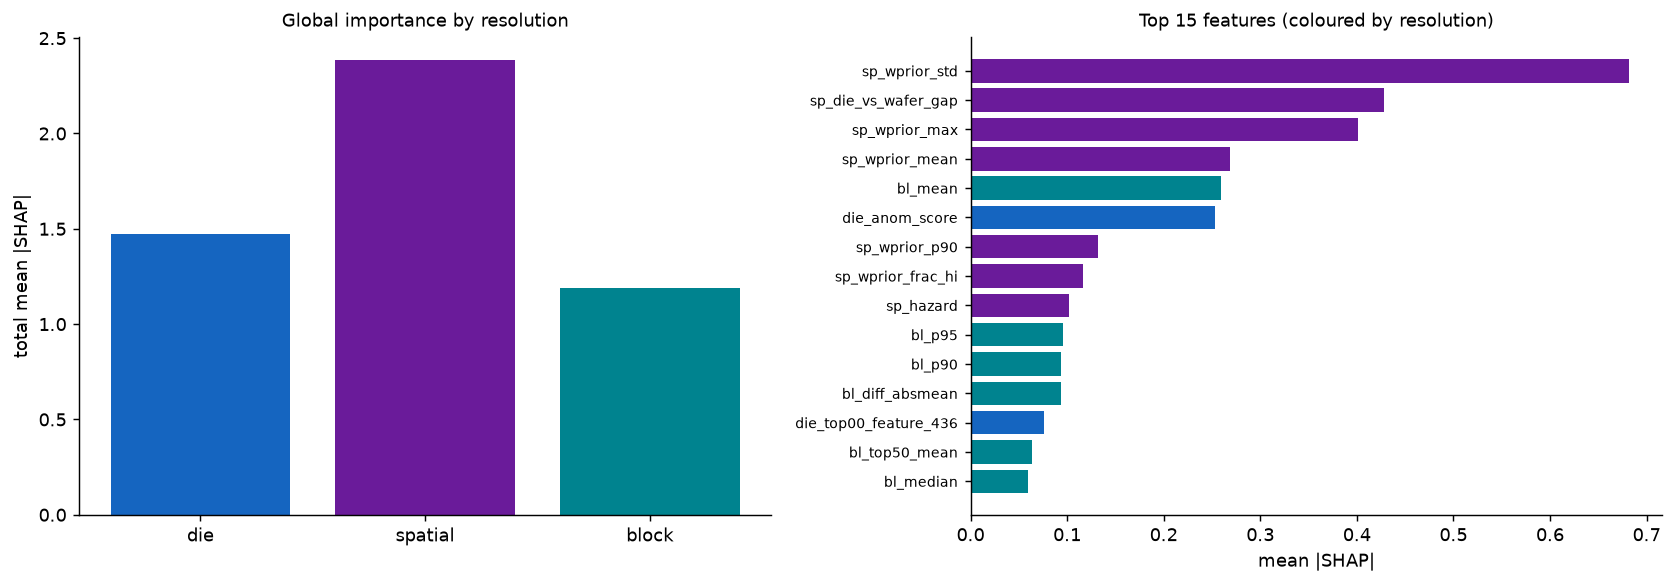 Global importance by resolution
total mean |SHAP|
2.5
2.0
1.5
1.0
0.5
0.0
die
spatial
block
Top 15 features (coloured by resolution)
sp_wprior_std
sp_die_vs_wafer_gap
sp_wprior_max
sp_wprior_mean
bl_mean
die_anom_score
sp_wprior_p90
sp_wprior_frac_hi
sp_hazard
bl_p95
bl_p90
bl_diff_absmean
die_top00_feature_436
bl_top50_mean
bl_median
0.0 0.1 0.2 0.3 0.4 0.5 0.6 0.7
mean |SHAP|